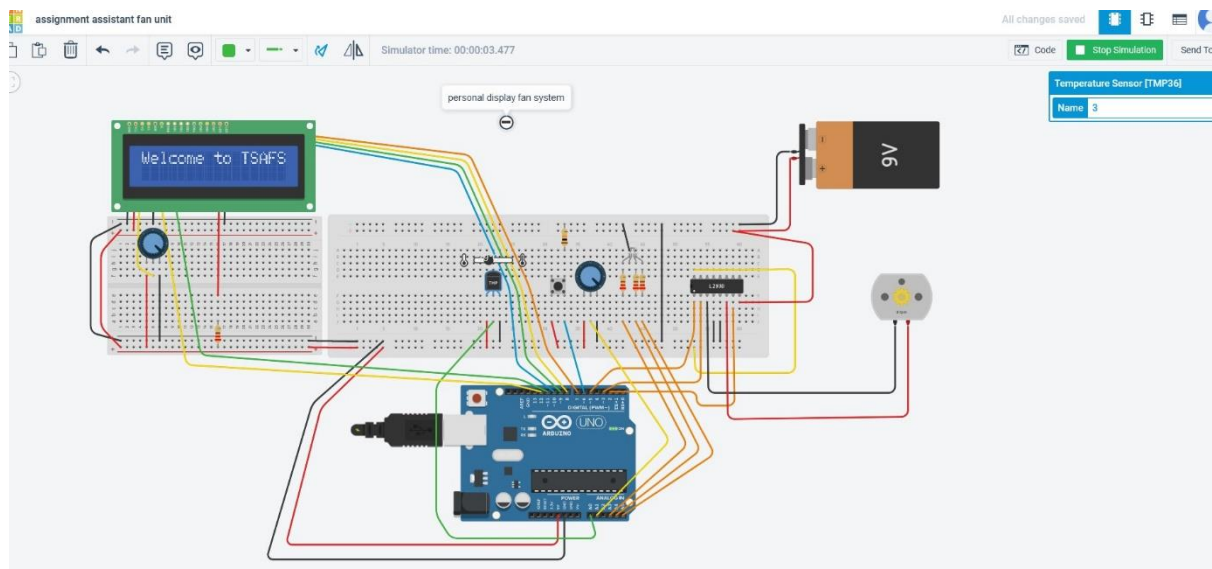 assignment assistant fan unit
All changes saved
Simulator time: 00:00:03.477
Code
Stop Simulation
Send To
Temperature Sensor [TMP36]
Name 3
personal display fan system
Welcome to TSAFS
9V
TMP
L293D
DIGITAL (PWM~)
UNO
ARDUINO
POWER
ANALOG IN